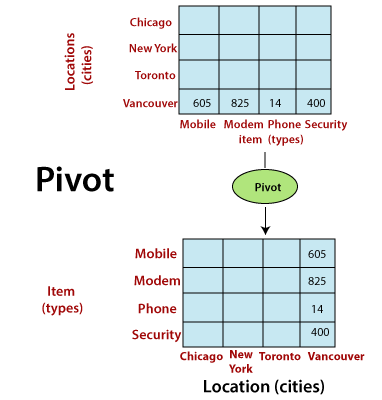 Locations
(cities)
Chicago
New York
Toronto
Vancouver 605 825 14 400
Mobile Modem Phone Security
item (types)
Pivot
Pivot
Item
(types)
Mobile 605
Modem 825
Phone 14
Security 400
Chicago New York Toronto Vancouver
Location (cities)